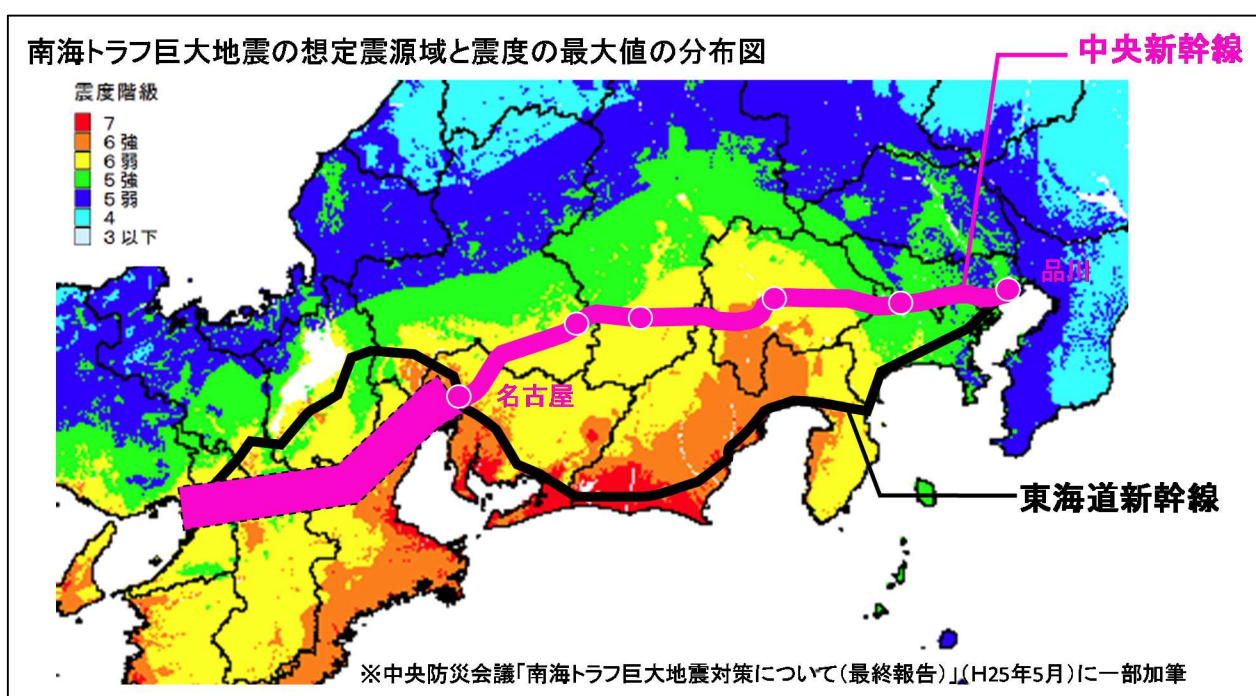 南海トラフ巨大地震の想定震源域と震度の最大値の分布図
中央新幹線
震度階級
7
6強
6弱
5強
5弱
4
3以下
品川
名古屋
東海道新幹線
※中央防災会議「南海トラフ巨大地震対策について(最終報告)」(H25年5月)に一部加筆